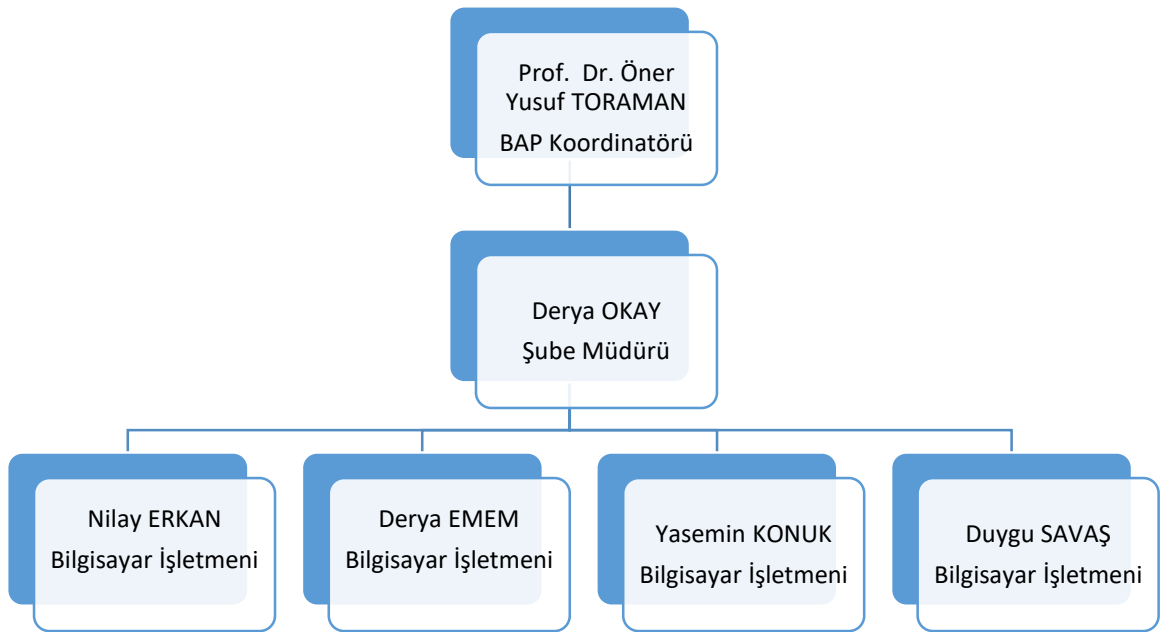 Prof. Dr. Öner
Yusuf TORAMAN
BAP Koordinatörü
Derya OKAY
Şube Müdürü
Nilay ERKAN
Bilgisayar İşletmeni
Derya EMEM
Bilgisayar İşletmeni
Yasemin KONUK
Bilgisayar İşletmeni
Duygu SAVAŞ
Bilgisayar İşletmeni